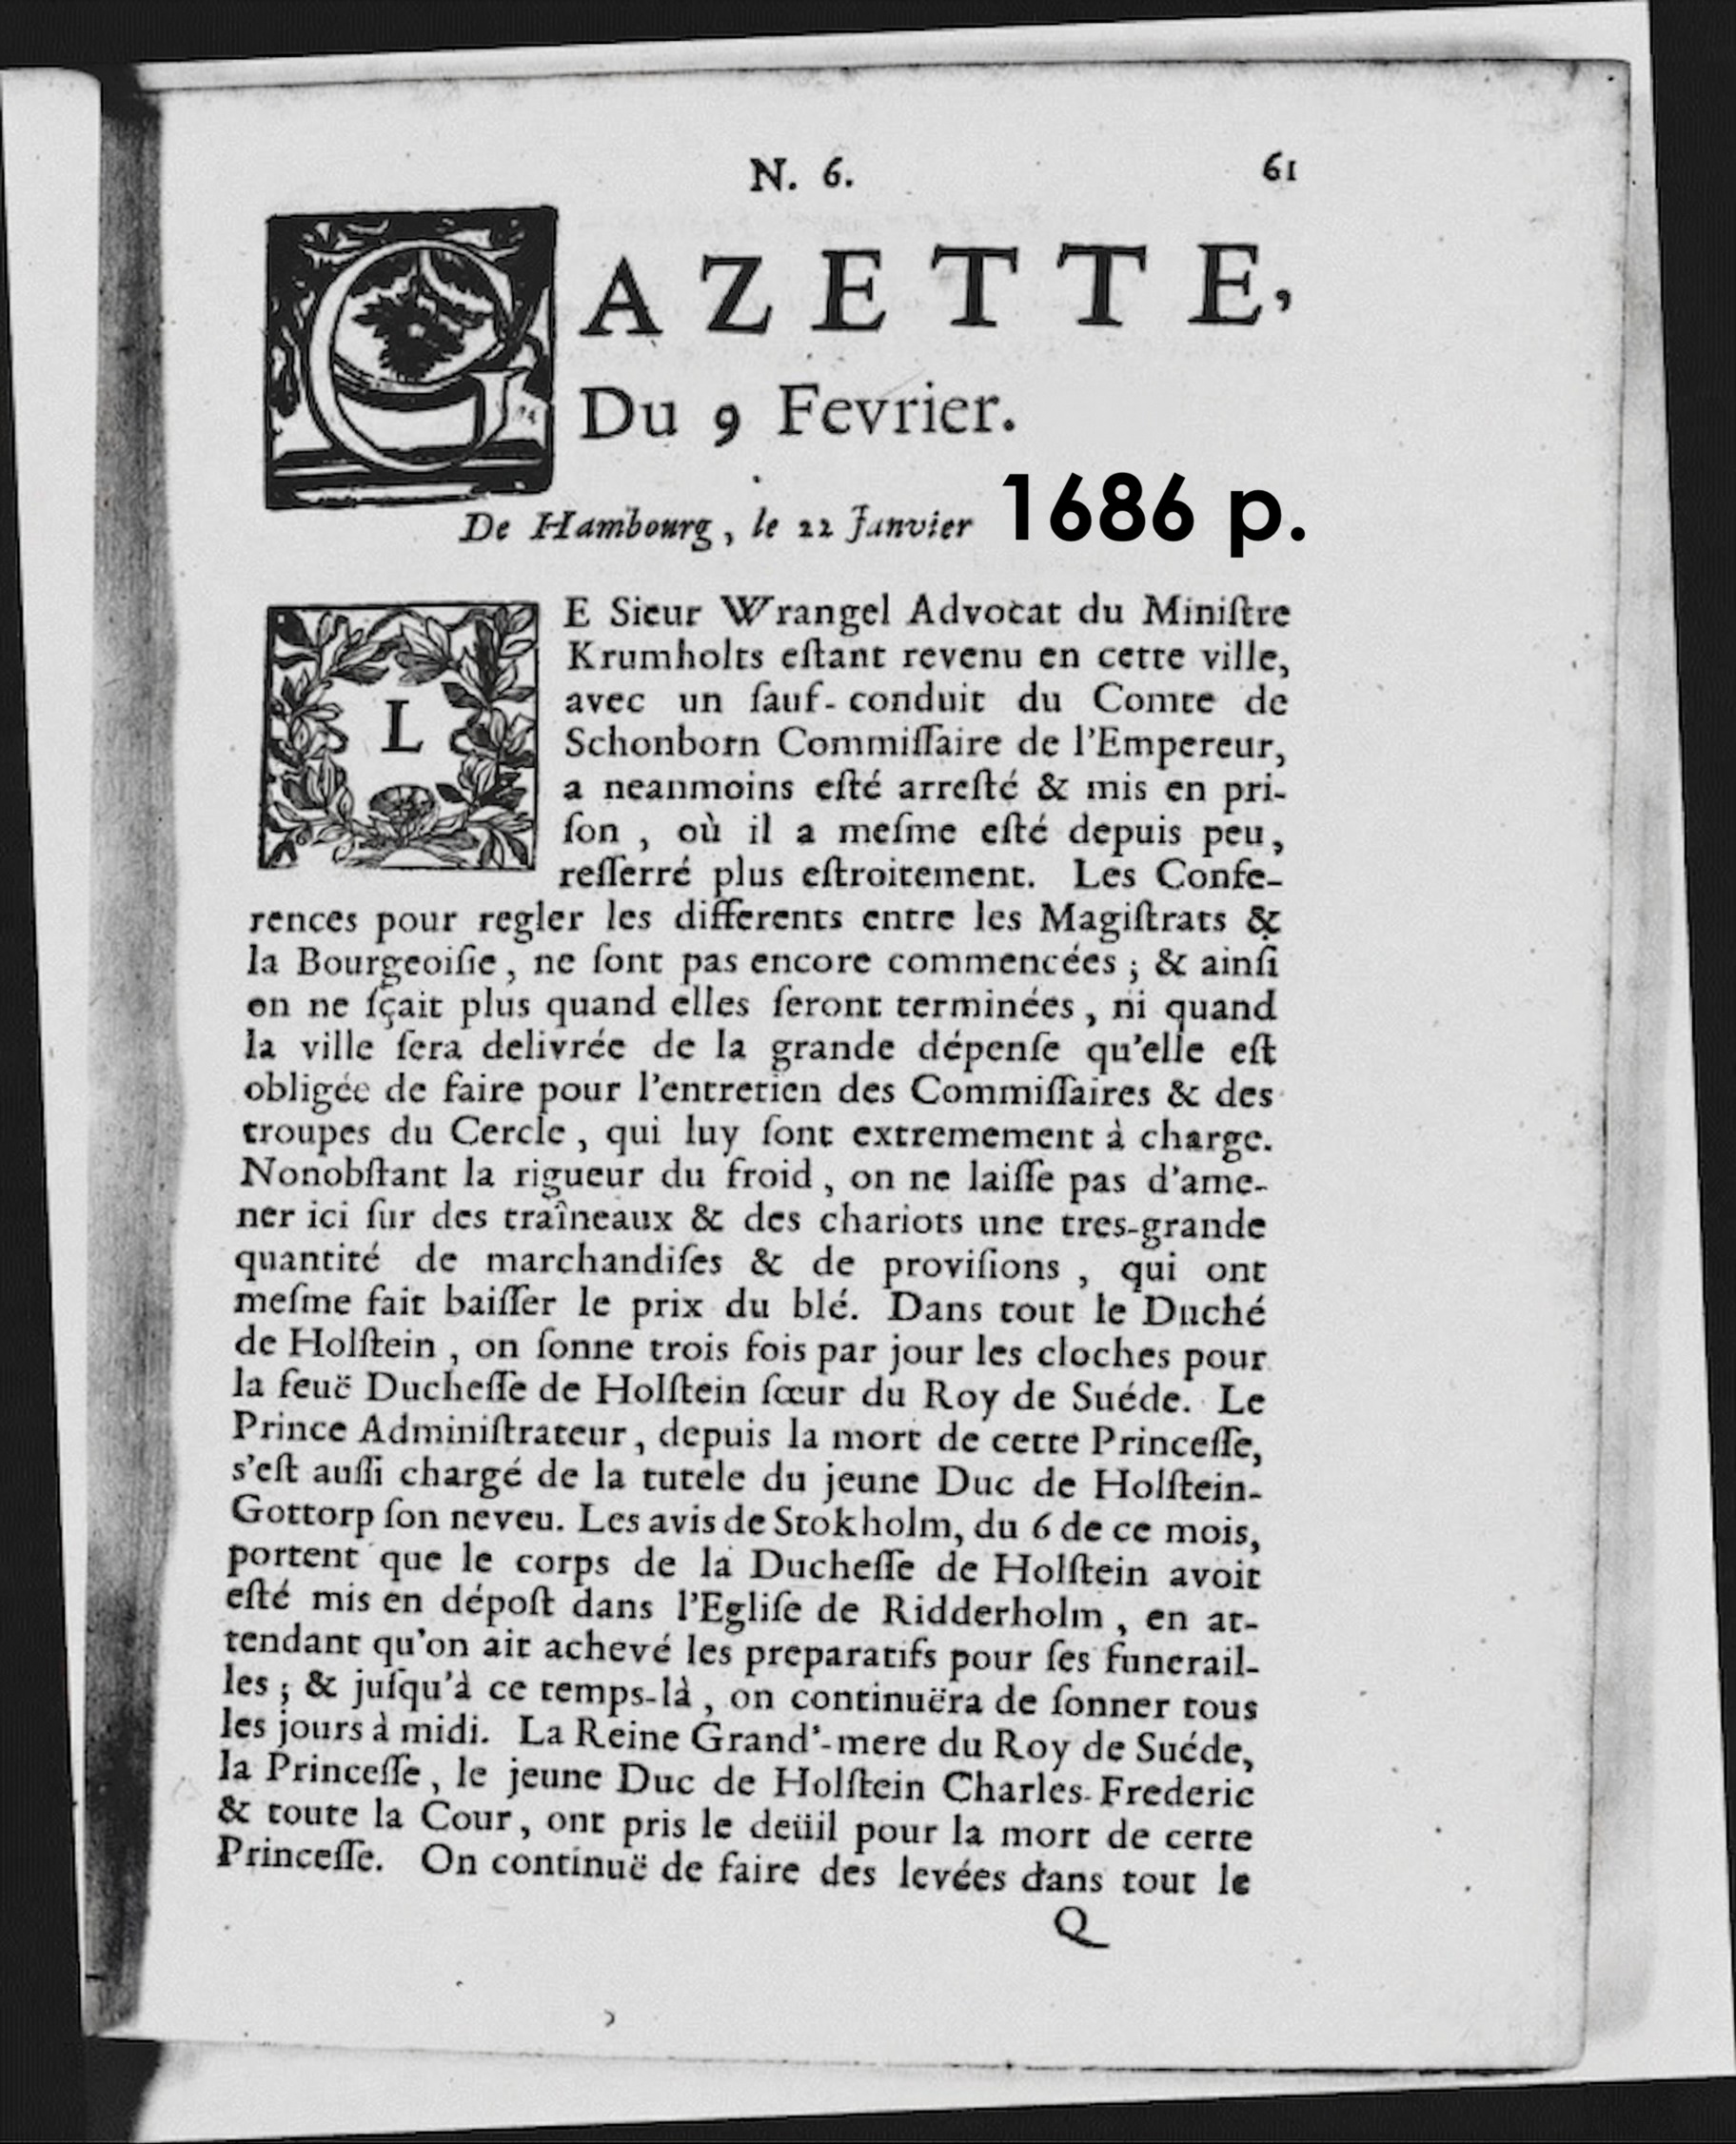 N. 6. 61
GAZETTE,
Du 9 Fevrier.
De Hambourg, le 22 Janvier 1686 p.
LE Sieur Wrangel Advocat du Miniſtre
Krumholts eſtant revenu en cette ville,
avec un ſauf-conduit du Comte de
Schonborn Commiſſaire de l'Empereur,
a neanmoins eſté arreſté & mis en pri-
ſon , où il a meſme eſté depuis peu,
reſſerré plus eſtroitement. Les Confe-
rences pour regler les differents entre les Magiſtrats &
la Bourgeoiſie, ne ſont pas encore commencées ; & ainſi
on ne ſçait plus quand elles ſeront terminées, ni quand
la ville ſera delivrée de la grande dépenſe qu'elle eſt
obligée de faire pour l'entretien des Commiſſaires & des
troupes du Cercle, qui luy ſont extremement à charge.
Nonobſtant la rigueur du froid, on ne laiſſe pas d'ame-
ner ici ſur des traîneaux & des chariots une tres-grande
quantité de marchandiſes & de proviſions , qui ont
meſme fait baiſſer le prix du blé. Dans tout le Duché
de Holſtein , on ſonne trois fois par jour les cloches pour
la feuë Ducheſſe de Holſtein ſœur du Roy de Suéde. Le
Prince Adminiſtrateur, depuis la mort de cette Princeſſe,
s'eſt auſſi chargé de la tutele du jeune Duc de Holſtein-
Gottorp ſon neveu. Les avis de Stokholm, du 6 de ce mois,
portent que le corps de la Ducheſſe de Holſtein avoit
eſté mis en dépoſt dans l'Egliſe de Ridderholm , en at-
tendant qu'on ait achevé les preparatifs pour ſes funerail-
les ; & juſqu'à ce temps-là , on continuëra de ſonner tous
les jours à midi. La Reine Grand'-mere du Roy de Suéde,
la Princeſſe, le jeune Duc de Holſtein Charles-Frederic
& toute la Cour, ont pris le deüil pour la mort de cette
Princeſſe. On continuë de faire des levées dans tout le
Q